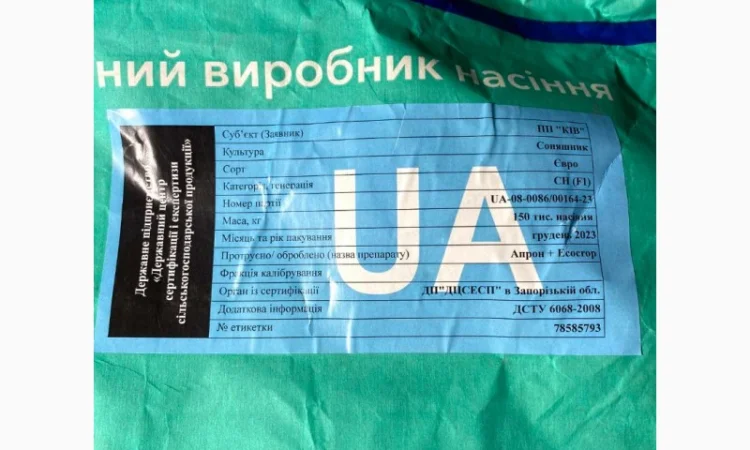 ний виробник насіння
Державне підприємство
«Державний центр
сертифікації і експертизи
сільськогосподарської продукції»
UA
Суб'єкт (Заявник) ПП "КІВ"
Культура Соняшник
Сорт Євро
Категорія, генерація СН (F1)
Номер партії UA-08-0086/00164-23
Маса, кг 150 тис. насінин
Місяць та рік пакування грудень 2023
Протруєно/ оброблено (назва препарату) Апрон + Ecocrop
Фракція калібрування
Орган із сертифікації ДП"ДЦСЕСП" в Запорізькій обл.
Додаткова інформація ДСТУ 6068-2008
№ етикетки 78585793